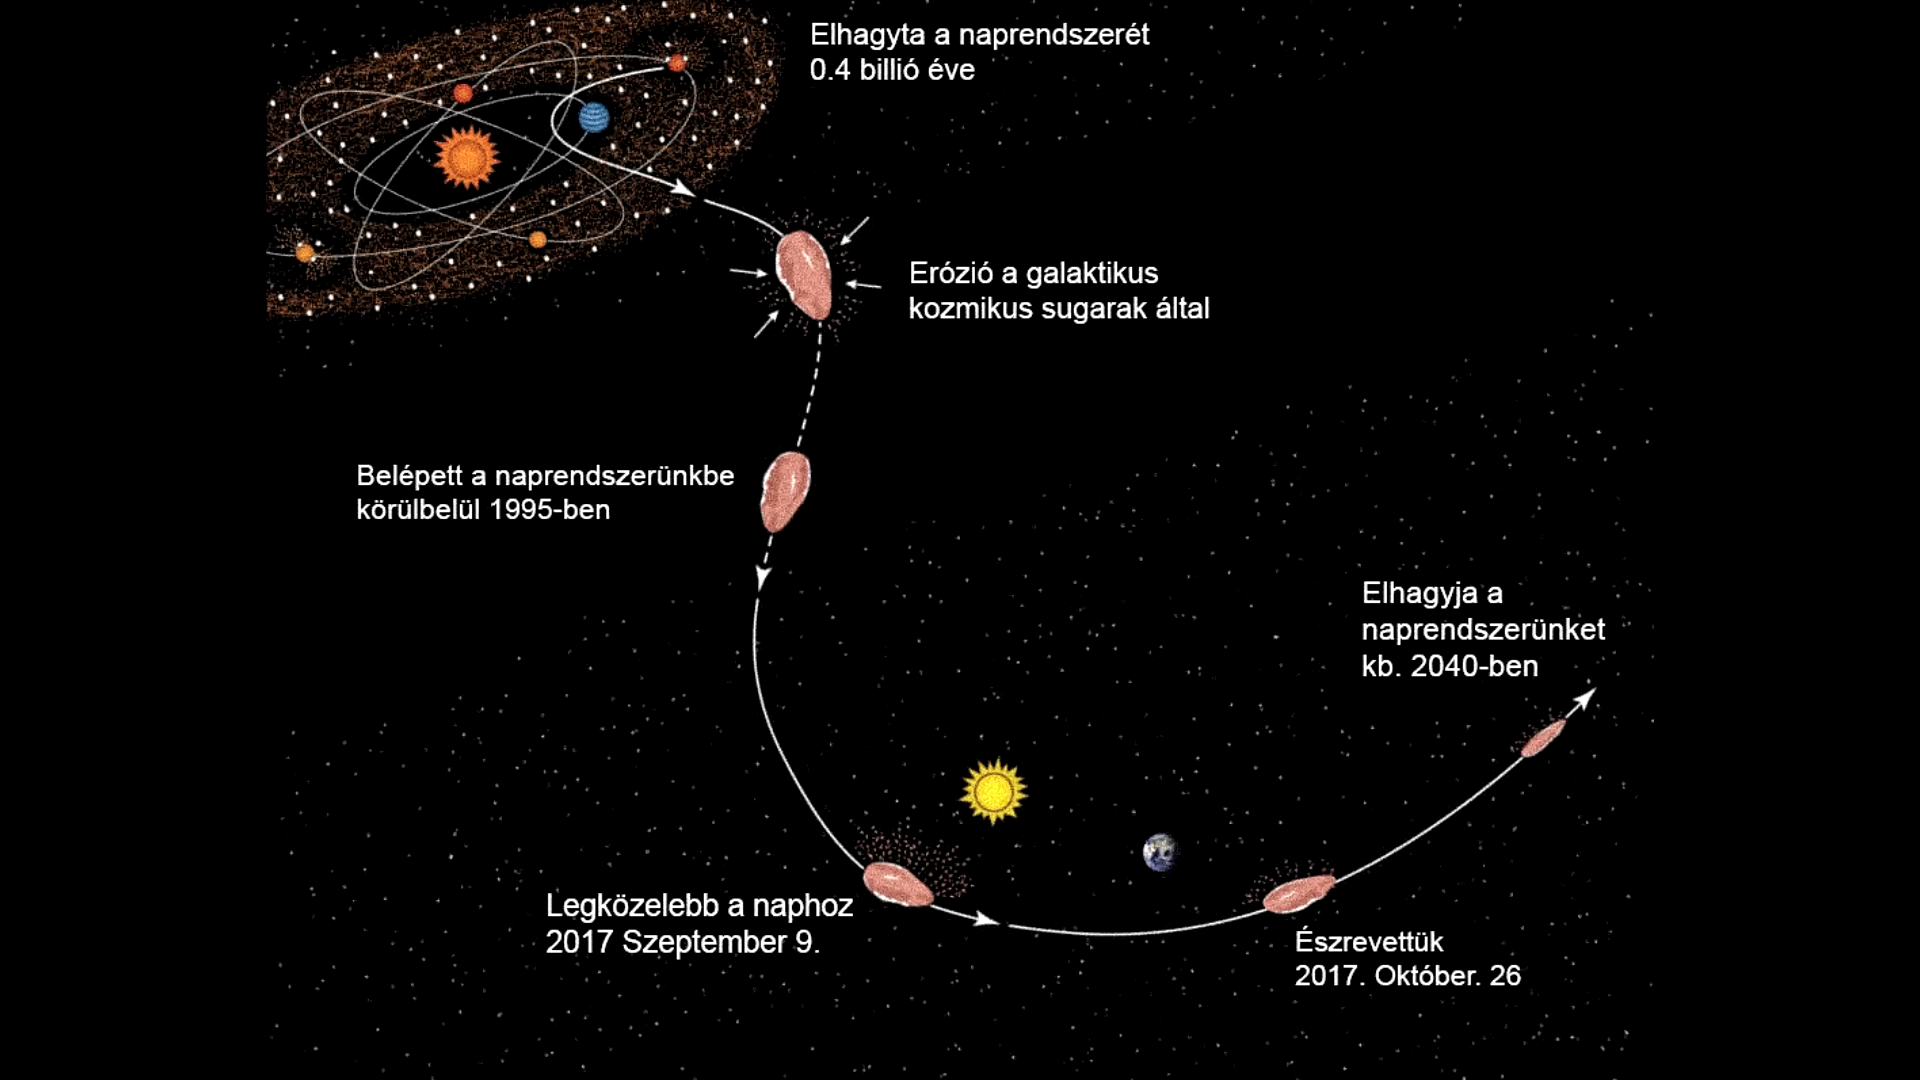 Elhagyta a naprendszerét
0.4 billió éve
Erózió a galaktikus
kozmikus sugarak által
Belépett a naprendszerünkbe
körülbelül 1995-ben
Elhagyja a
naprendszerünket
kb. 2040-ben
Legközelebb a naphoz
2017 Szeptember 9.
Észrevettük
2017. Október. 26